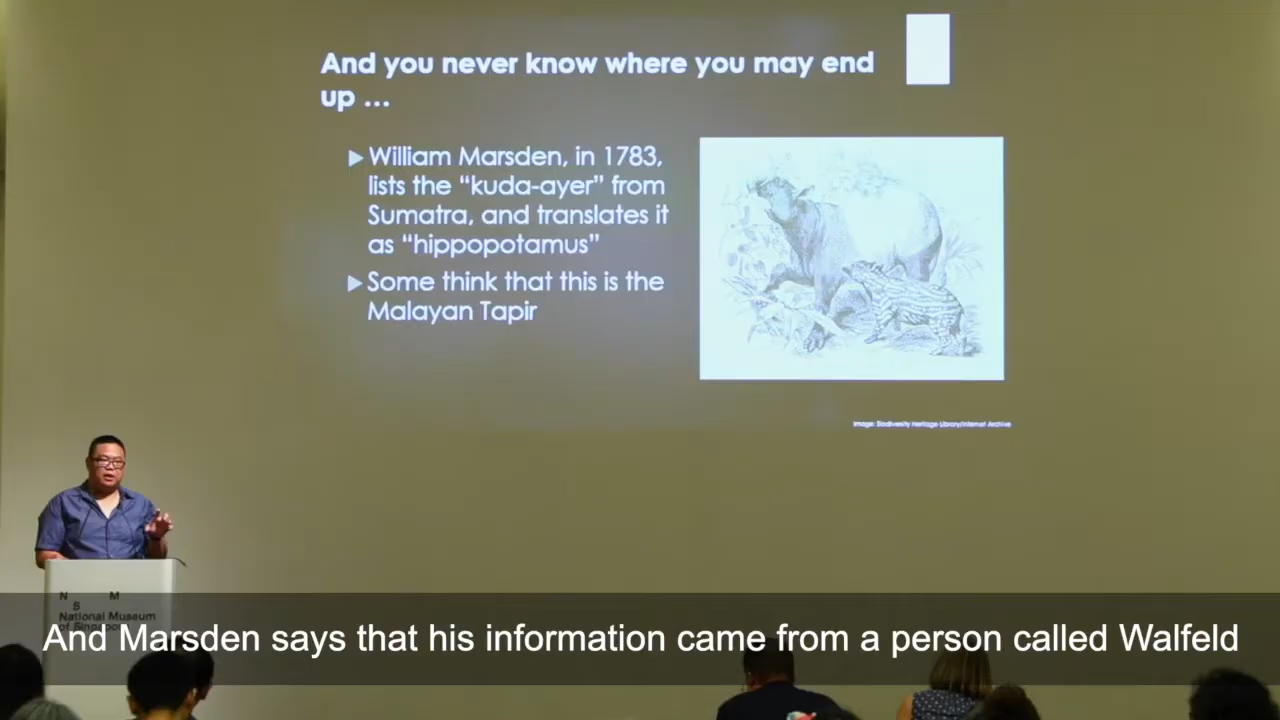 And you never know where you may end
up ...
William Marsden, in 1783,
lists the “kuda-ayer” from
Sumatra, and translates it
as “hippopotamus”
Some think that this is the
Malayan Tapir
Image: Biodiversity Heritage Library/Internet Archive
N M
S
National Museum
of Singapore
And Marsden says that his information came from a person called Walfeld